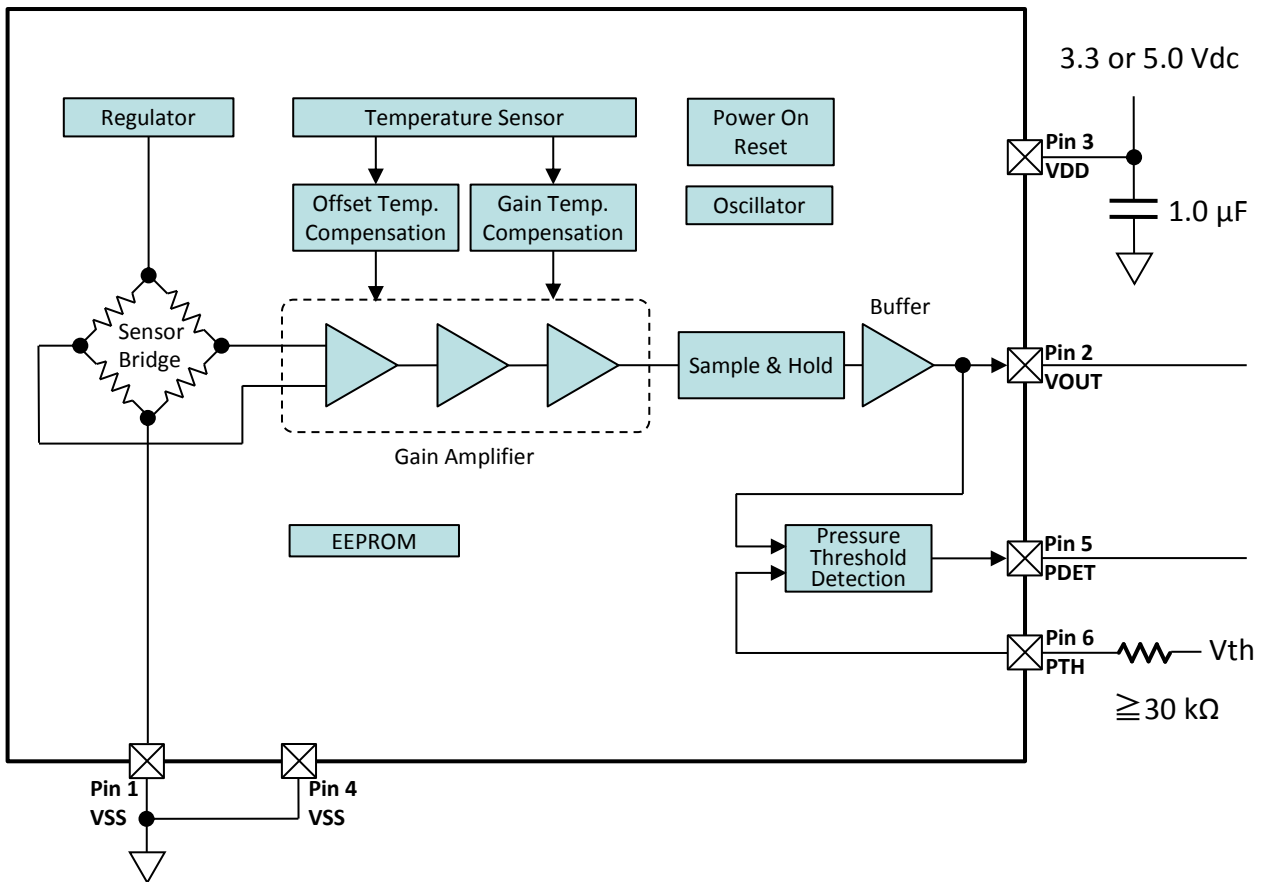 3.3 or 5.0 Vdc
Regulator
Temperature Sensor
Power On
Reset
Pin 3
VDD
Offset Temp.
Compensation
Gain Temp.
Compensation
Oscillator
1.0 μF
Buffer
Sensor
Bridge
Sample & Hold
Pin 2
VOUT
Gain Amplifier
EEPROM
Pressure
Threshold
Detection
Pin 5
PDET
Pin 6
PTH
Vth
≧30 kΩ
Pin 1
VSS
Pin 4
VSS